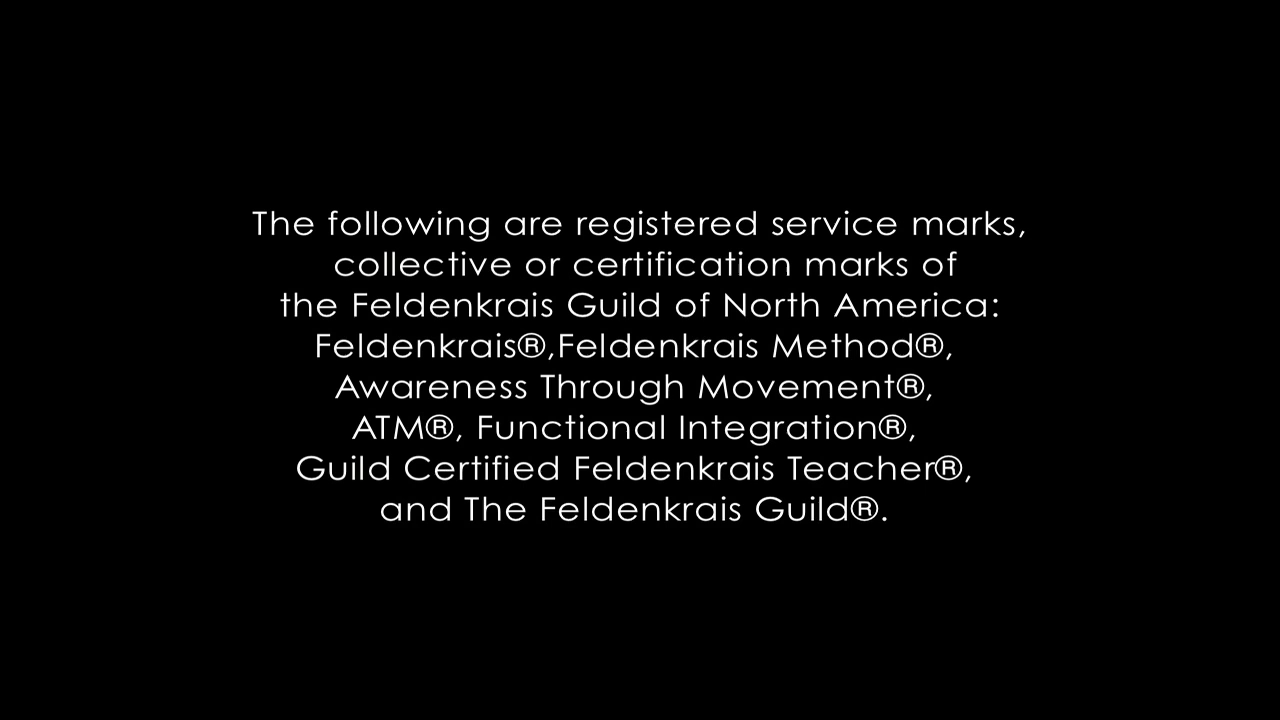 The following are registered service marks,
collective or certification marks of
the Feldenkrais Guild of North America:
Feldenkrais®,Feldenkrais Method®,
Awareness Through Movement®,
ATM®, Functional Integration®,
Guild Certified Feldenkrais Teacher®,
and The Feldenkrais Guild®.